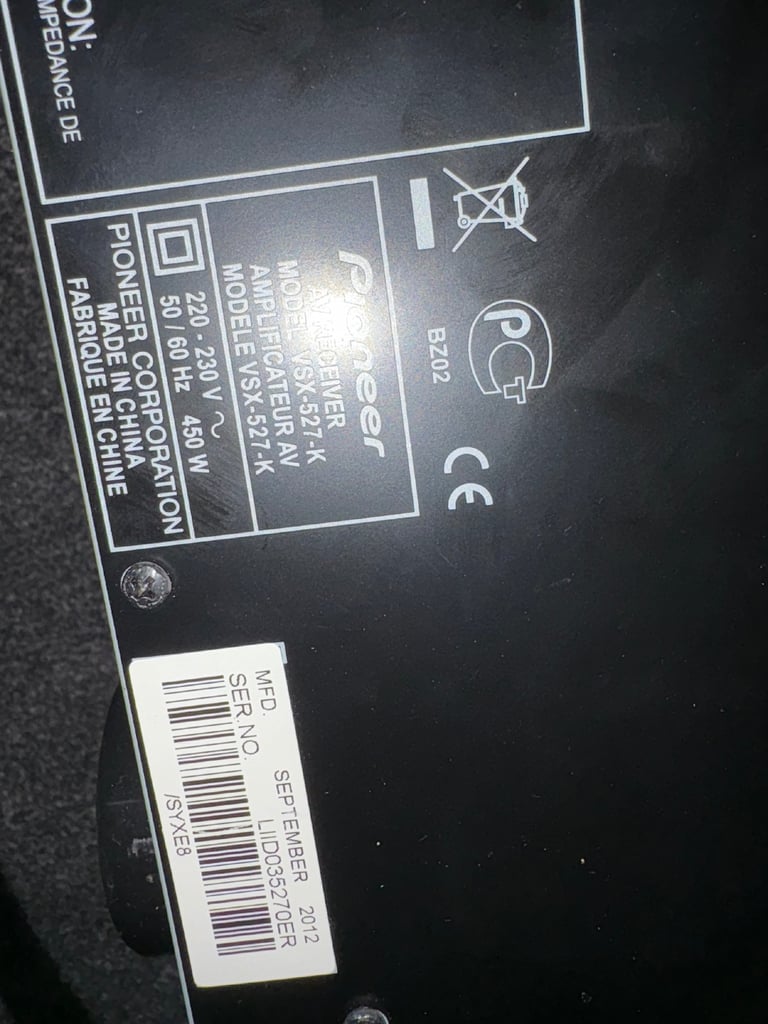 ON:
MPEDANCE DE
Pioneer
AV RECEIVER
MODEL VSX-527-K
AMPLIFICATEUR AV
MODELE VSX-527-K
220 - 230 V ~
50 / 60 Hz 450 W
PIONEER CORPORATION
MADE IN CHINA
FABRIQUE EN CHINE
BZ02
CE
MFD. SEPTEMBER 2012
SER.NO. LIID035270ER
/SYXE8